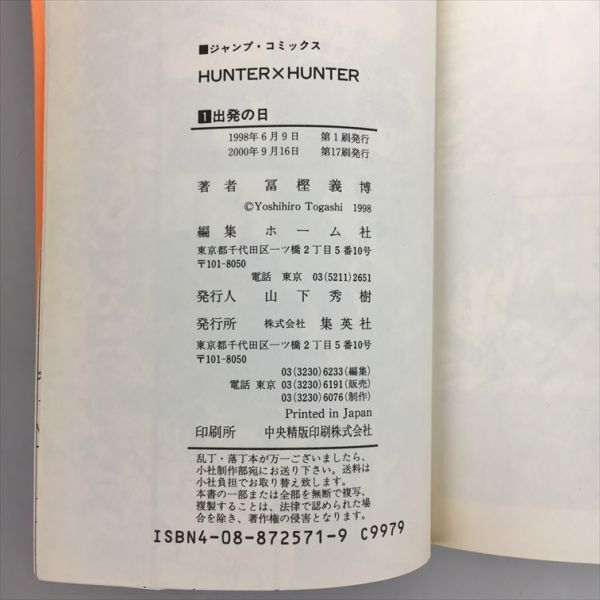 ■ジャンプ・コミックス
HUNTER×HUNTER
1出発の日
1998年6月9日 第1刷発行
2000年9月16日 第17刷発行
著者 冨樫義博
©Yoshihiro Togashi 1998
編集 ホーム社
東京都千代田区一ツ橋2丁目5番10号
〒101-8050
電話 東京 03(5211)2651
発行人 山下秀樹
発行所 株式会社 集英社
東京都千代田区一ツ橋2丁目5番10号
〒101-8050
03(3230)6233(編集)
電話 東京 03(3230)6191(販売)
03(3230)6076(制作)
Printed in Japan
印刷所 中央精版印刷株式会社
乱丁・落丁本が万一ございましたら、
小社制作部宛にお送り下さい。送料は
小社負担でお取り替え致します。
本書の一部または全部を無断で複写、
複製することは、法律で認められた場
合を除き、著作権の侵害となります。
ISBN4-08-872571-9 C9979